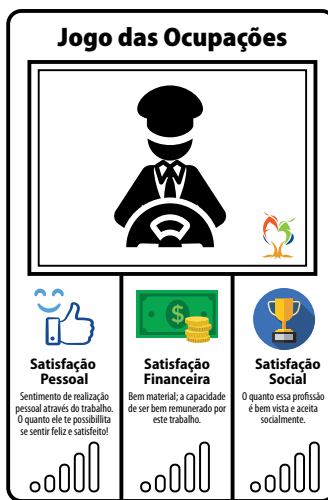 Jogo das Ocupações
$
Satisfação
Pessoal
Sentimento de realização
pessoal através do trabalho.
O quanto ele te possibillita
se sentir feliz e satisfeito!
Satisfação
Financeira
Bem material; a capacidade
de ser bem remunerado por
este trabalho.
Satisfação
Social
O quanto essa profissão
é bem vista e aceita
socialmente.